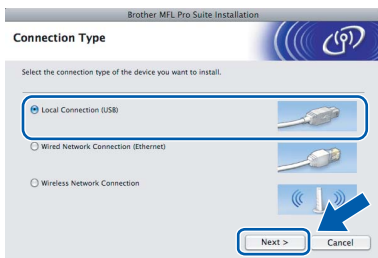 Brother MFL Pro Suite Installation
Connection Type
Select the connection type of the device you want to install.
Local Connection (USB)
Wired Network Connection (Ethernet)
Wireless Network Connection
Next >
Cancel